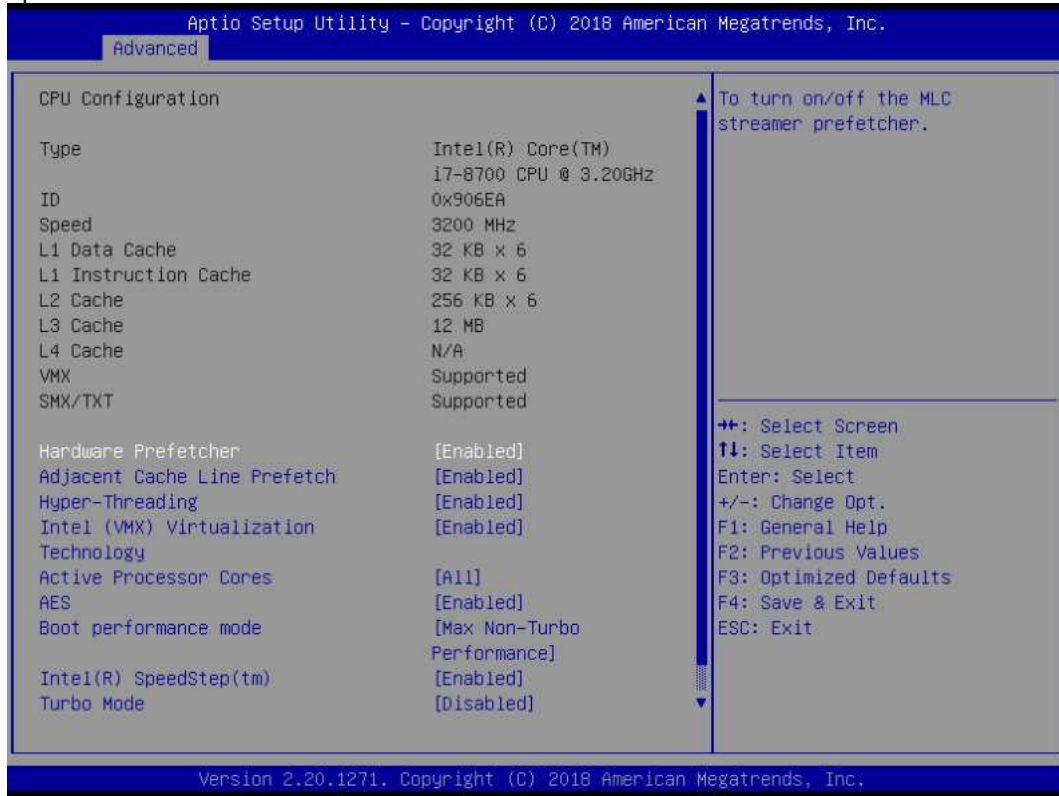 Aptio Setup Utility – Copyright (C) 2018 American Megatrends, Inc.
Advanced
CPU Configuration
Type Intel(R) Core(TM)
i7-8700 CPU @ 3.20GHz
ID 0x906EA
Speed 3200 MHz
L1 Data Cache 32 KB x 6
L1 Instruction Cache 32 KB x 6
L2 Cache 256 KB x 6
L3 Cache 12 MB
L4 Cache N/A
VMX Supported
SMX/TXT Supported
Hardware Prefetcher [Enabled]
Adjacent Cache Line Prefetch [Enabled]
Hyper-Threading [Enabled]
Intel (VMX) Virtualization [Enabled]
Technology
Active Processor Cores [All]
AES [Enabled]
Boot performance mode [Max Non-Turbo
Performance]
Intel(R) SpeedStep(tm) [Enabled]
Turbo Mode [Disabled]
To turn on/off the MLC
streamer prefetcher.
→←: Select Screen
↑↓: Select Item
Enter: Select
+/-: Change Opt.
F1: General Help
F2: Previous Values
F3: Optimized Defaults
F4: Save & Exit
ESC: Exit
Version 2.20.1271. Copyright (C) 2018 American Megatrends, Inc.